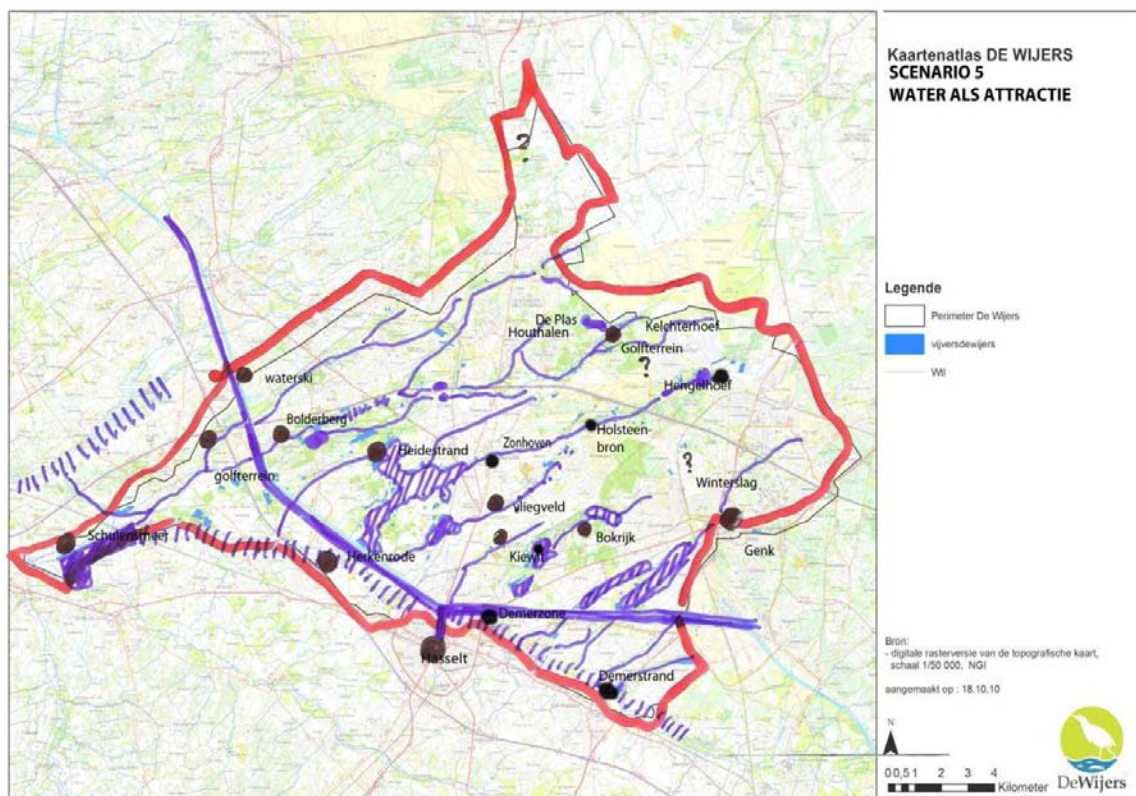 Kaartenatlas DE WIJERS
SCENARIO 5
WATER ALS ATTRACTIE
?
De Plas
Houthalen
Kelchterhoef
Golfterrein
?
waterski
Hengelhoef
Bolderberg
Holsteen-
bron
Heidestrand
Zonhoven
?
golfterrein
Winterslag
vliegveld
Schulensmeer
Bokrijk
Genk
Herkenrode
Kiewit
Demerzone
Hasselt
Demerstrand
Legende
Perimeter De Wijers
vijversdewijers
Wtl
Bron:
- digitale rasterversie van de topografische kaart,
schaal 1/50 000, NGI
aangemaakt op : 18.10.10
N
0 0,5 1 2 3 4
Kilometer
DeWijers